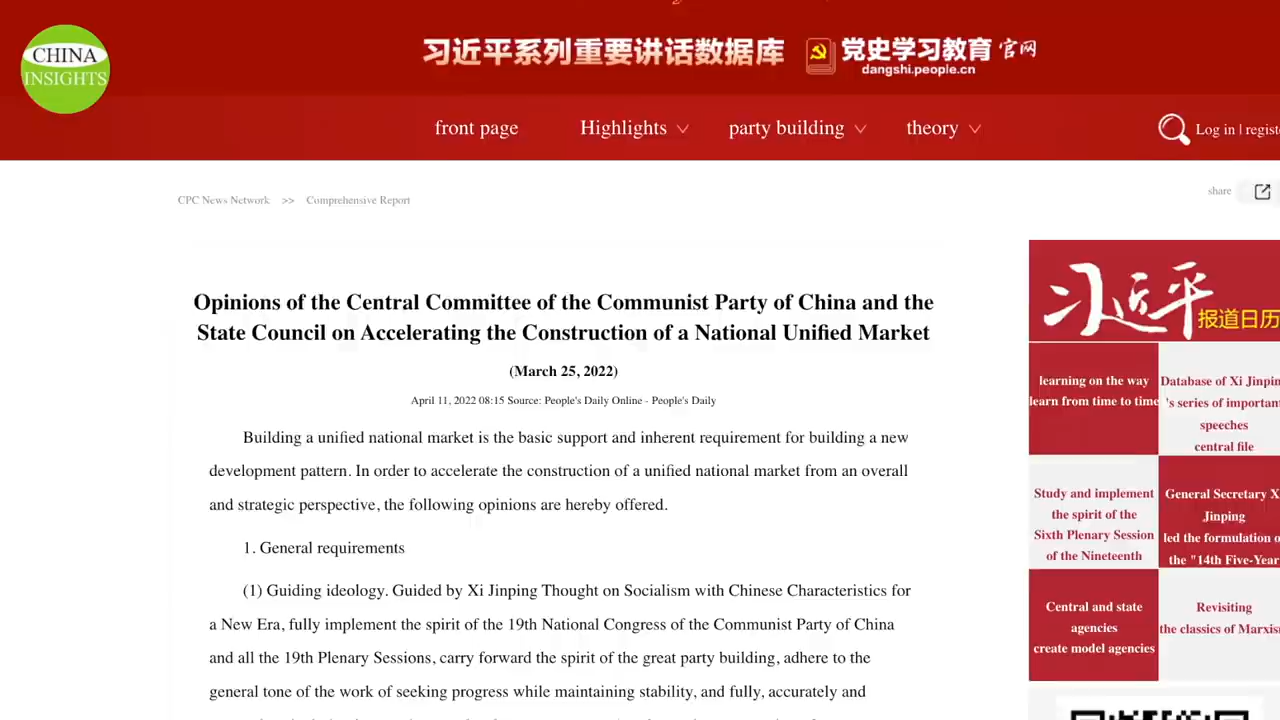 CHINA
INSIGHTS
习近平系列重要讲话数据库
党史学习教育 官网
dangshi.people.cn
front page
Highlights
party building
theory
Log in | registe
CPC News Network >> Comprehensive Report
share
Opinions of the Central Committee of the Communist Party of China and the
State Council on Accelerating the Construction of a National Unified Market
(March 25, 2022)
April 11, 2022 08:15 Source: People's Daily Online - People's Daily
Building a unified national market is the basic support and inherent requirement for building a new
development pattern. In order to accelerate the construction of a unified national market from an overall
and strategic perspective, the following opinions are hereby offered.
1. General requirements
(1) Guiding ideology. Guided by Xi Jinping Thought on Socialism with Chinese Characteristics for
a New Era, fully implement the spirit of the 19th National Congress of the Communist Party of China
and all the 19th Plenary Sessions, carry forward the spirit of the great party building, adhere to the
general tone of the work of seeking progress while maintaining stability, and fully, accurately and
习近平
报道日历
learning on the way
learn from time to time
Database of Xi Jinpin
's series of important
speeches
central file
Study and implement
the spirit of the
Sixth Plenary Session
of the Nineteenth
General Secretary X
Jinping
led the formulation o
the "14th Five-Year
Central and state
agencies
create model agencies
Revisiting
the classics of Marxis